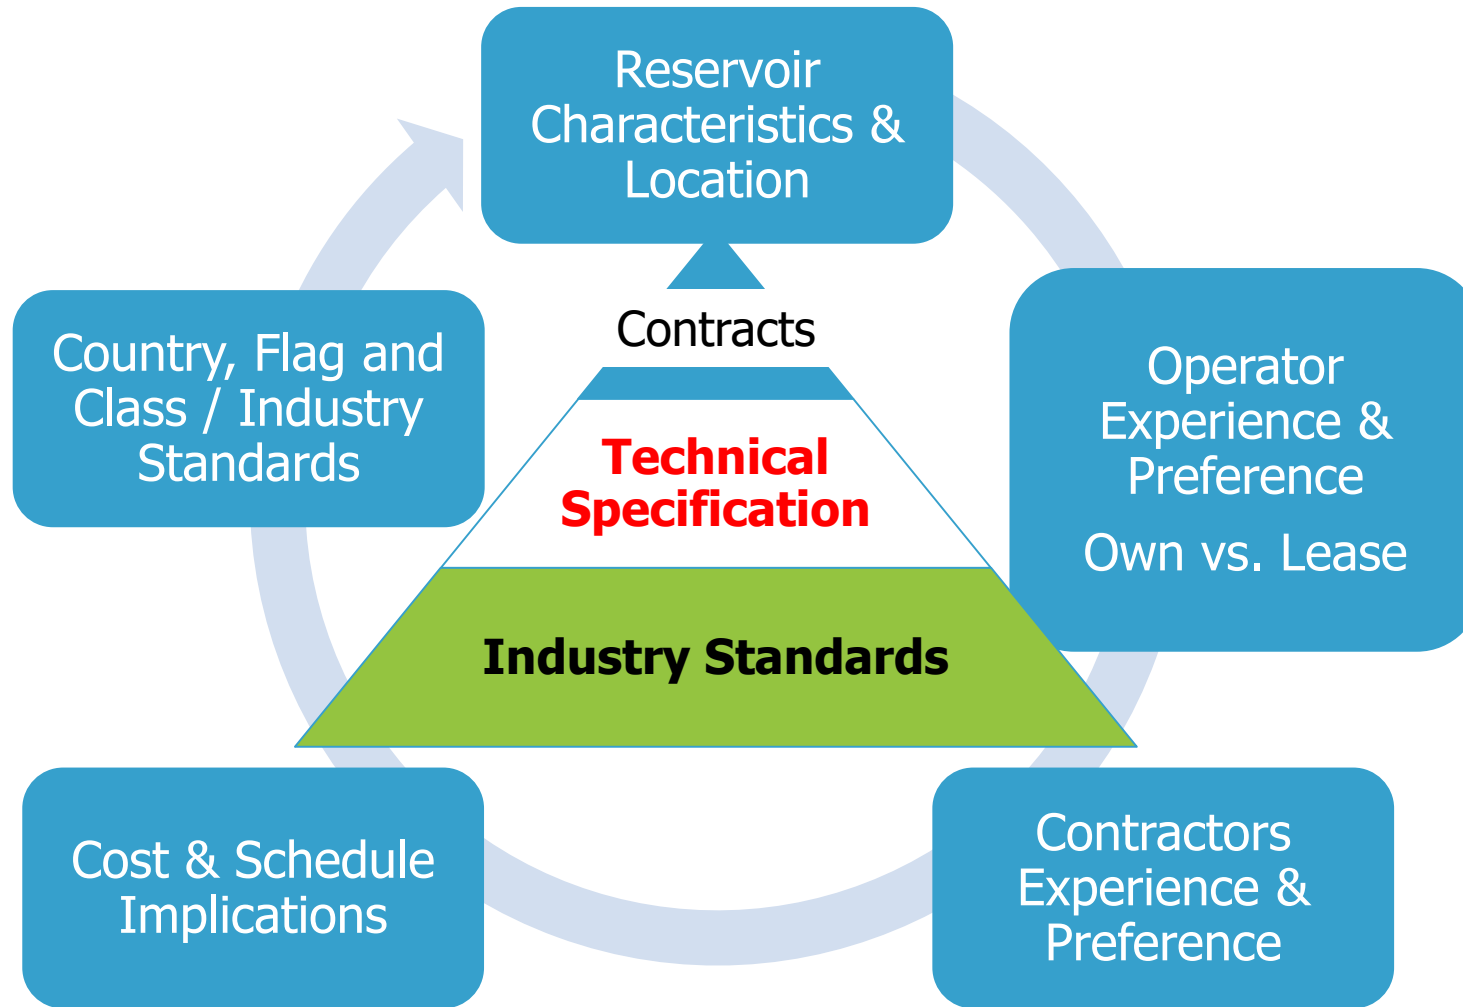 Reservoir
Characteristics &
Location
Contracts
Country, Flag and
Class / Industry
Standards
Operator
Experience &
Preference
Own vs. Lease
Technical
Specification
Industry Standards
Cost & Schedule
Implications
Contractors
Experience &
Preference